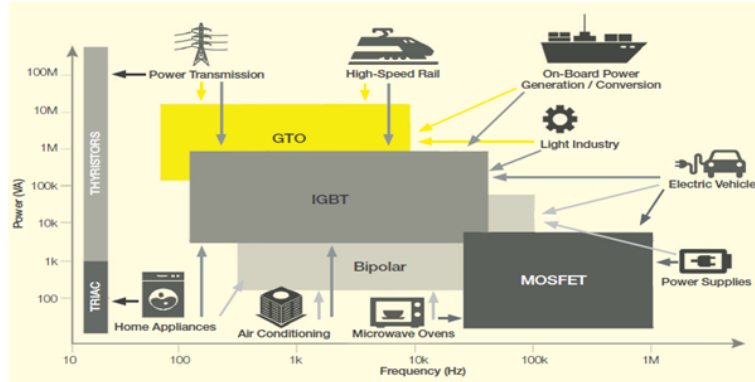 Power Transmission
High-Speed Rail
On-Board Power
Generation / Conversion
100M
10M
1M
100k
10k
1k
100
Power (VA)
THYRISTORS
TRIAC
GTO
IGBT
Bipolar
MOSFET
Light Industry
Electric Vehicle
Power Supplies
Home Appliances
Air Conditioning
Microwave Ovens
10
100
1k
10k
100k
1M
Frequency (Hz)